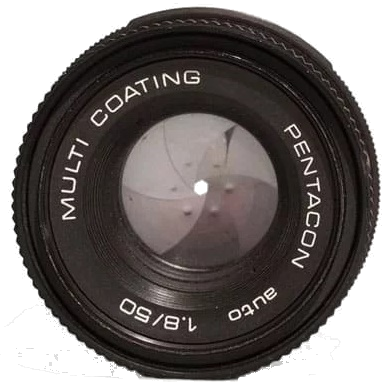 MULTI COATING
PENTACON auto 1.8/50